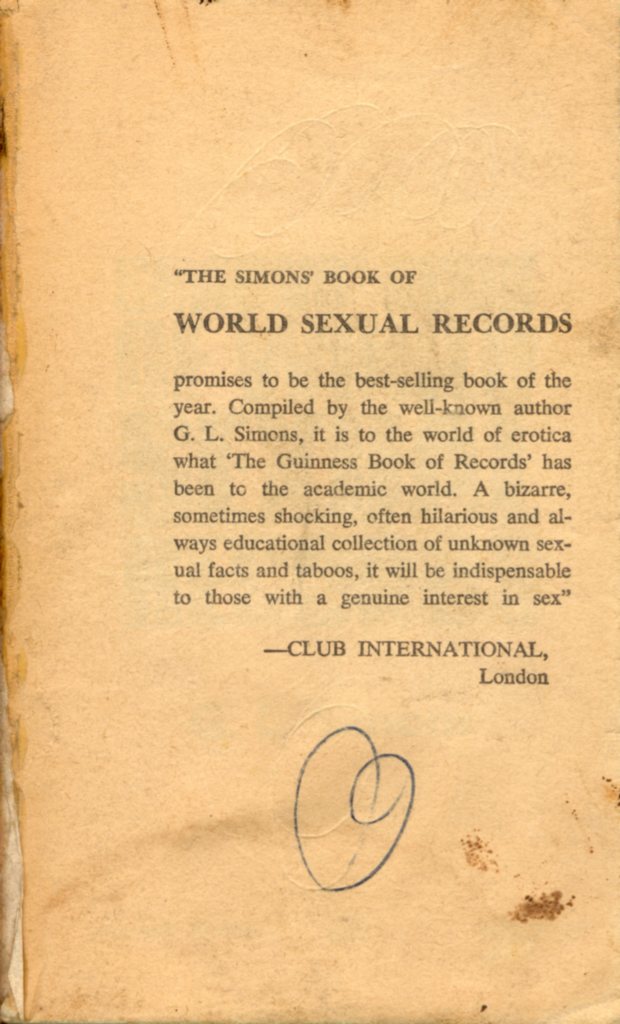 "THE SIMONS' BOOK OF
WORLD SEXUAL RECORDS
promises to be the best-selling book of the
year. Compiled by the well-known author
G. L. Simons, it is to the world of erotica
what 'The Guinness Book of Records' has
been to the academic world. A bizarre,
sometimes shocking, often hilarious and al-
ways educational collection of unknown sex-
ual facts and taboos, it will be indispensable
to those with a genuine interest in sex"
—CLUB INTERNATIONAL,
London